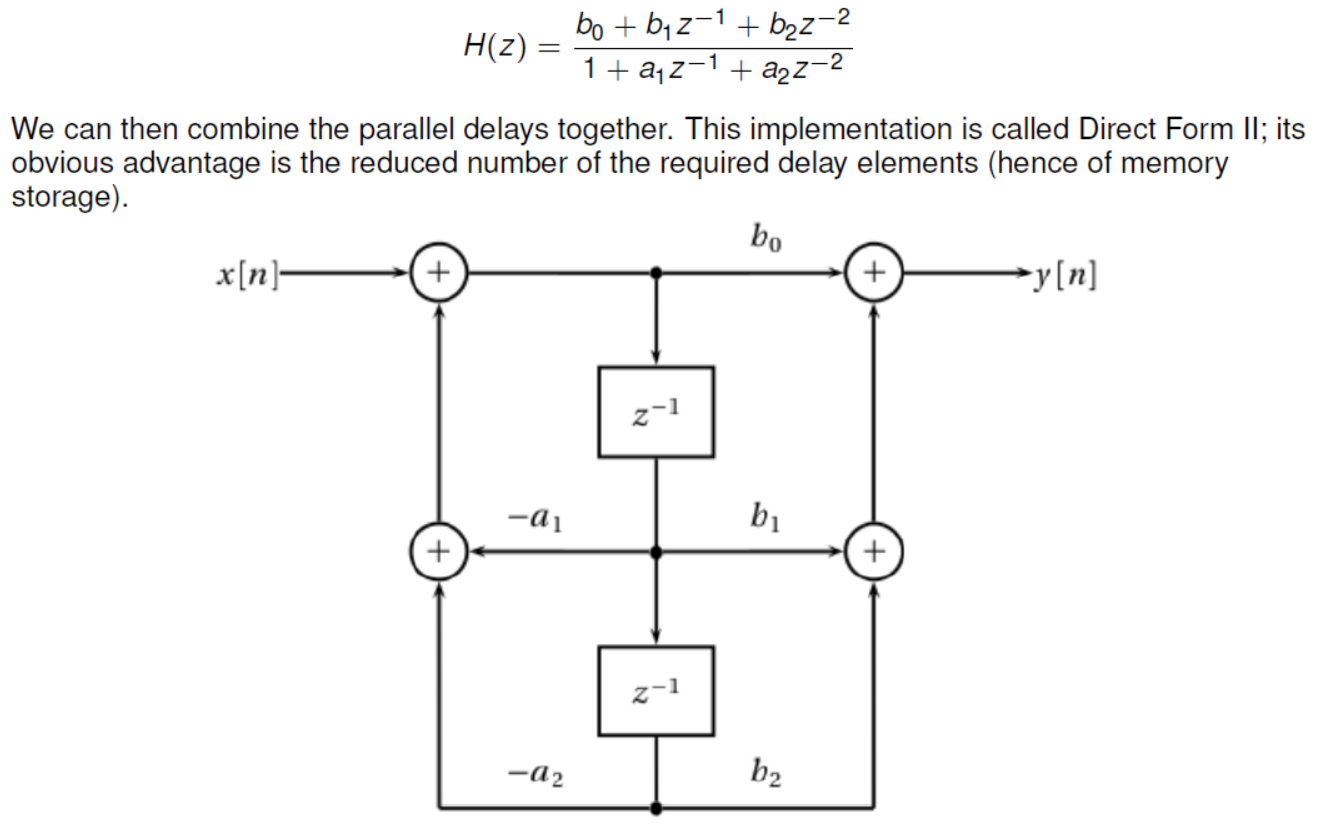 H(z) = \frac{b_0 + b_1 z^{-1} + b_2 z^{-2}}{1 + a_1 z^{-1} + a_2 z^{-2}}
We can then combine the parallel delays together. This implementation is called Direct Form II; its
obvious advantage is the reduced number of the required delay elements (hence of memory
storage).
b_0
x[n] + + y[n]
z^{-1}
-a_1 b_1
+ +
z^{-1}
-a_2 b_2